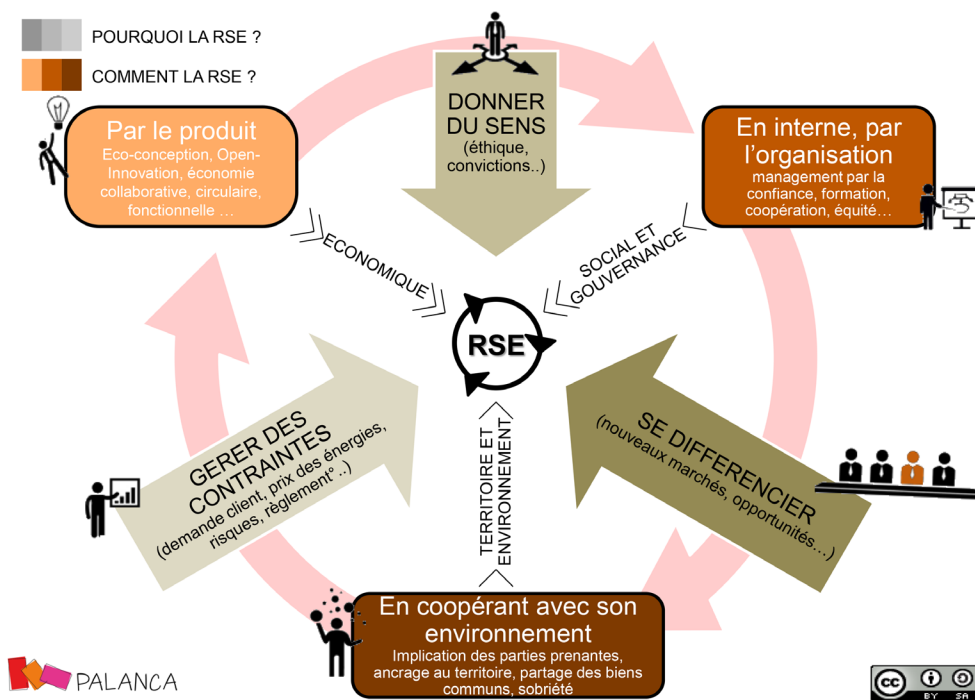 POURQUOI LA RSE ?
COMMENT LA RSE ?
Par le produit
Eco-conception, Open-
Innovation, économie
collaborative, circulaire,
fonctionnelle …
DONNER
DU SENS
(éthique,
convictions..)
En interne, par
l’organisation
management par la
confiance, formation,
coopération, équité…
ECONOMIQUE
SOCIAL ET
GOUVERNANCE
RSE
GERER DES
CONTRAINTES
(demande client, prix des énergies,
risques, règlement° ..)
TERRITOIRE ET
ENVIRONNEMENT
SE DIFFERENCIER
(nouveaux marchés, opportunités…)
En coopérant avec son
environnement
Implication des parties prenantes,
ancrage au territoire, partage des biens
communs, sobriété
PALANCA
cc
BY SA